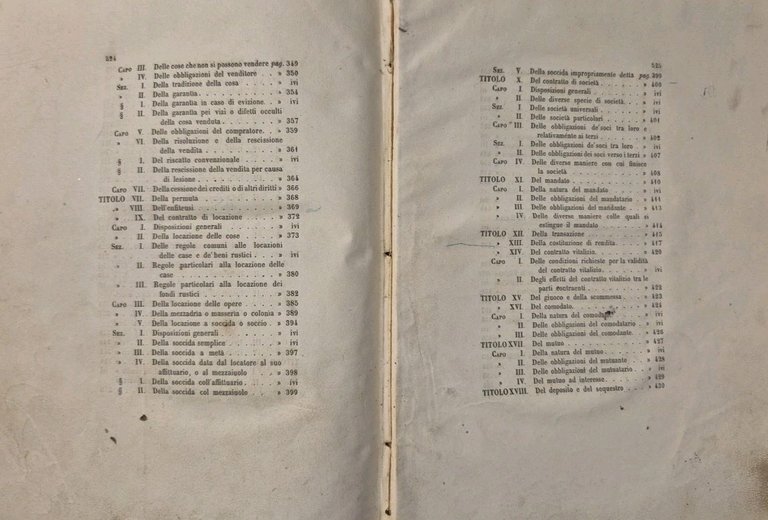 524
CAPO III. Delle cose che non si possono vendere pag. 349
» IV. Delle obbligazioni del venditore . . » 350
SEZ. I. Della tradizione della cosa . . . . » ivi
» II. Della garantia . . . . . . . . » 354
§ I. Della garantia in caso di evizione . . » ivi
§ II. Della garantia pei vizi o difetti occulti
della cosa venduta . . . . . » 357
CAPO V. Delle obbligazioni del compratore . . » 359
» VI. Della risoluzione e della rescissione
della vendita . . . . . . . » 361
§ I. Del riscatto convenzionale . . . . » ivi
§ II. Della rescissione della vendita per causa
di lesione . . . . . . . . » 364
CAPO VII. Della cessione dei crediti o di altri diritti » 366
TITOLO VII. Della permuta . . . . . . . » 368
» VIII. Dell'enfiteusi . . . . . . . . » 369
» IX. Del contratto di locazione . . . . » 372
CAPO I. Disposizioni generali . . . . . . » ivi
» II. Della locazione delle cose . . . . » 373
SEZ. I. Delle regole comuni alle locazioni
delle case e de' beni rustici . . . » ivi
» II. Regole particolari alla locazione delle
case . . . . . . . . . . » 380
» III. Regole particolari alla locazione dei
fondi rustici . . . . . . . . » 382
CAPO III. Della locazione delle opere . . . . » 385
» IV. Della mezzadria o masseria o colonia » 389
» V. Della locazione a soccida o soccio . . » 394
SEZ. I. Disposizioni generali . . . . . . » ivi
» II. Della soccida semplice . . . . . » ivi
» III. Della soccida a metà . . . . . . » 397
» IV. Della soccida data dal locatore al suo
affittuario, o al mezzaiuolo . . . » 398
§ I. Della soccida coll'affittuario . . . . » ivi
§ II. Della soccida col mezzaiuolo . . . . » 399
525
SEZ. V. Della soccida impropriamente detta pag. 399
TITOLO X. Del contratto di società . . . . . » 400
CAPO I. Disposizioni generali . . . . . . » ivi
» II. Delle diverse specie di società . . . » ivi
SEZ. I. Delle società universali . . . . . » ivi
» II. Delle società particolari . . . . . » 401
CAPO III. Delle obbligazioni de' soci tra loro e
relativamente ai terzi . . . . . » 402
SEZ. I. Delle obbligazioni de' soci tra loro . . » ivi
» II. Delle obbligazioni dei soci verso i terzi » 407
CAPO IV. Delle diverse maniere con cui finisce
la società . . . . . . . . » 408
TITOLO XI. Del mandato . . . . . . . . » 410
CAPO I. Della natura del mandato . . . . » ivi
» II. Delle obbligazioni del mandatario . . » 411
» III. Delle obbligazioni del mandante . . . » 413
» IV. Delle diverse maniere colle quali si
estingue il mandato . . . . . » 414
TITOLO XII. Della transazione . . . . . . . » 415
» XIII. Della costituzione di rendita . . . . » 417
» XIV. Del contratto vitalizio . . . . . . » 420
CAPO I. Delle condizioni richieste per la validità
del contratto vitalizio . . . . . » ivi
» II. Degli effetti del contratto vitalizio tra le
parti contraenti . . . . . . » 422
TITOLO XV. Del giuoco e della scommessa . . . » 423
» XVI. Del comodato . . . . . . . . » 424
CAPO I. Della natura del comodato . . . . » ivi
» II. Delle obbligazioni del comodatario . . » ivi
» III. Delle obbligazioni del comodante . . . » 426
TITOLO XVII. Del mutuo . . . . . . . . . » 427
CAPO I. Della natura del mutuo . . . . . » ivi
» II. Delle obbligazioni del mutuante . . . » 428
» III. Delle obbligazioni del mutuatario . . » ivi
» IV. Del mutuo ad interesse . . . . . » 429
TITOLO XVIII. Del deposito e del sequestro . . . » 430